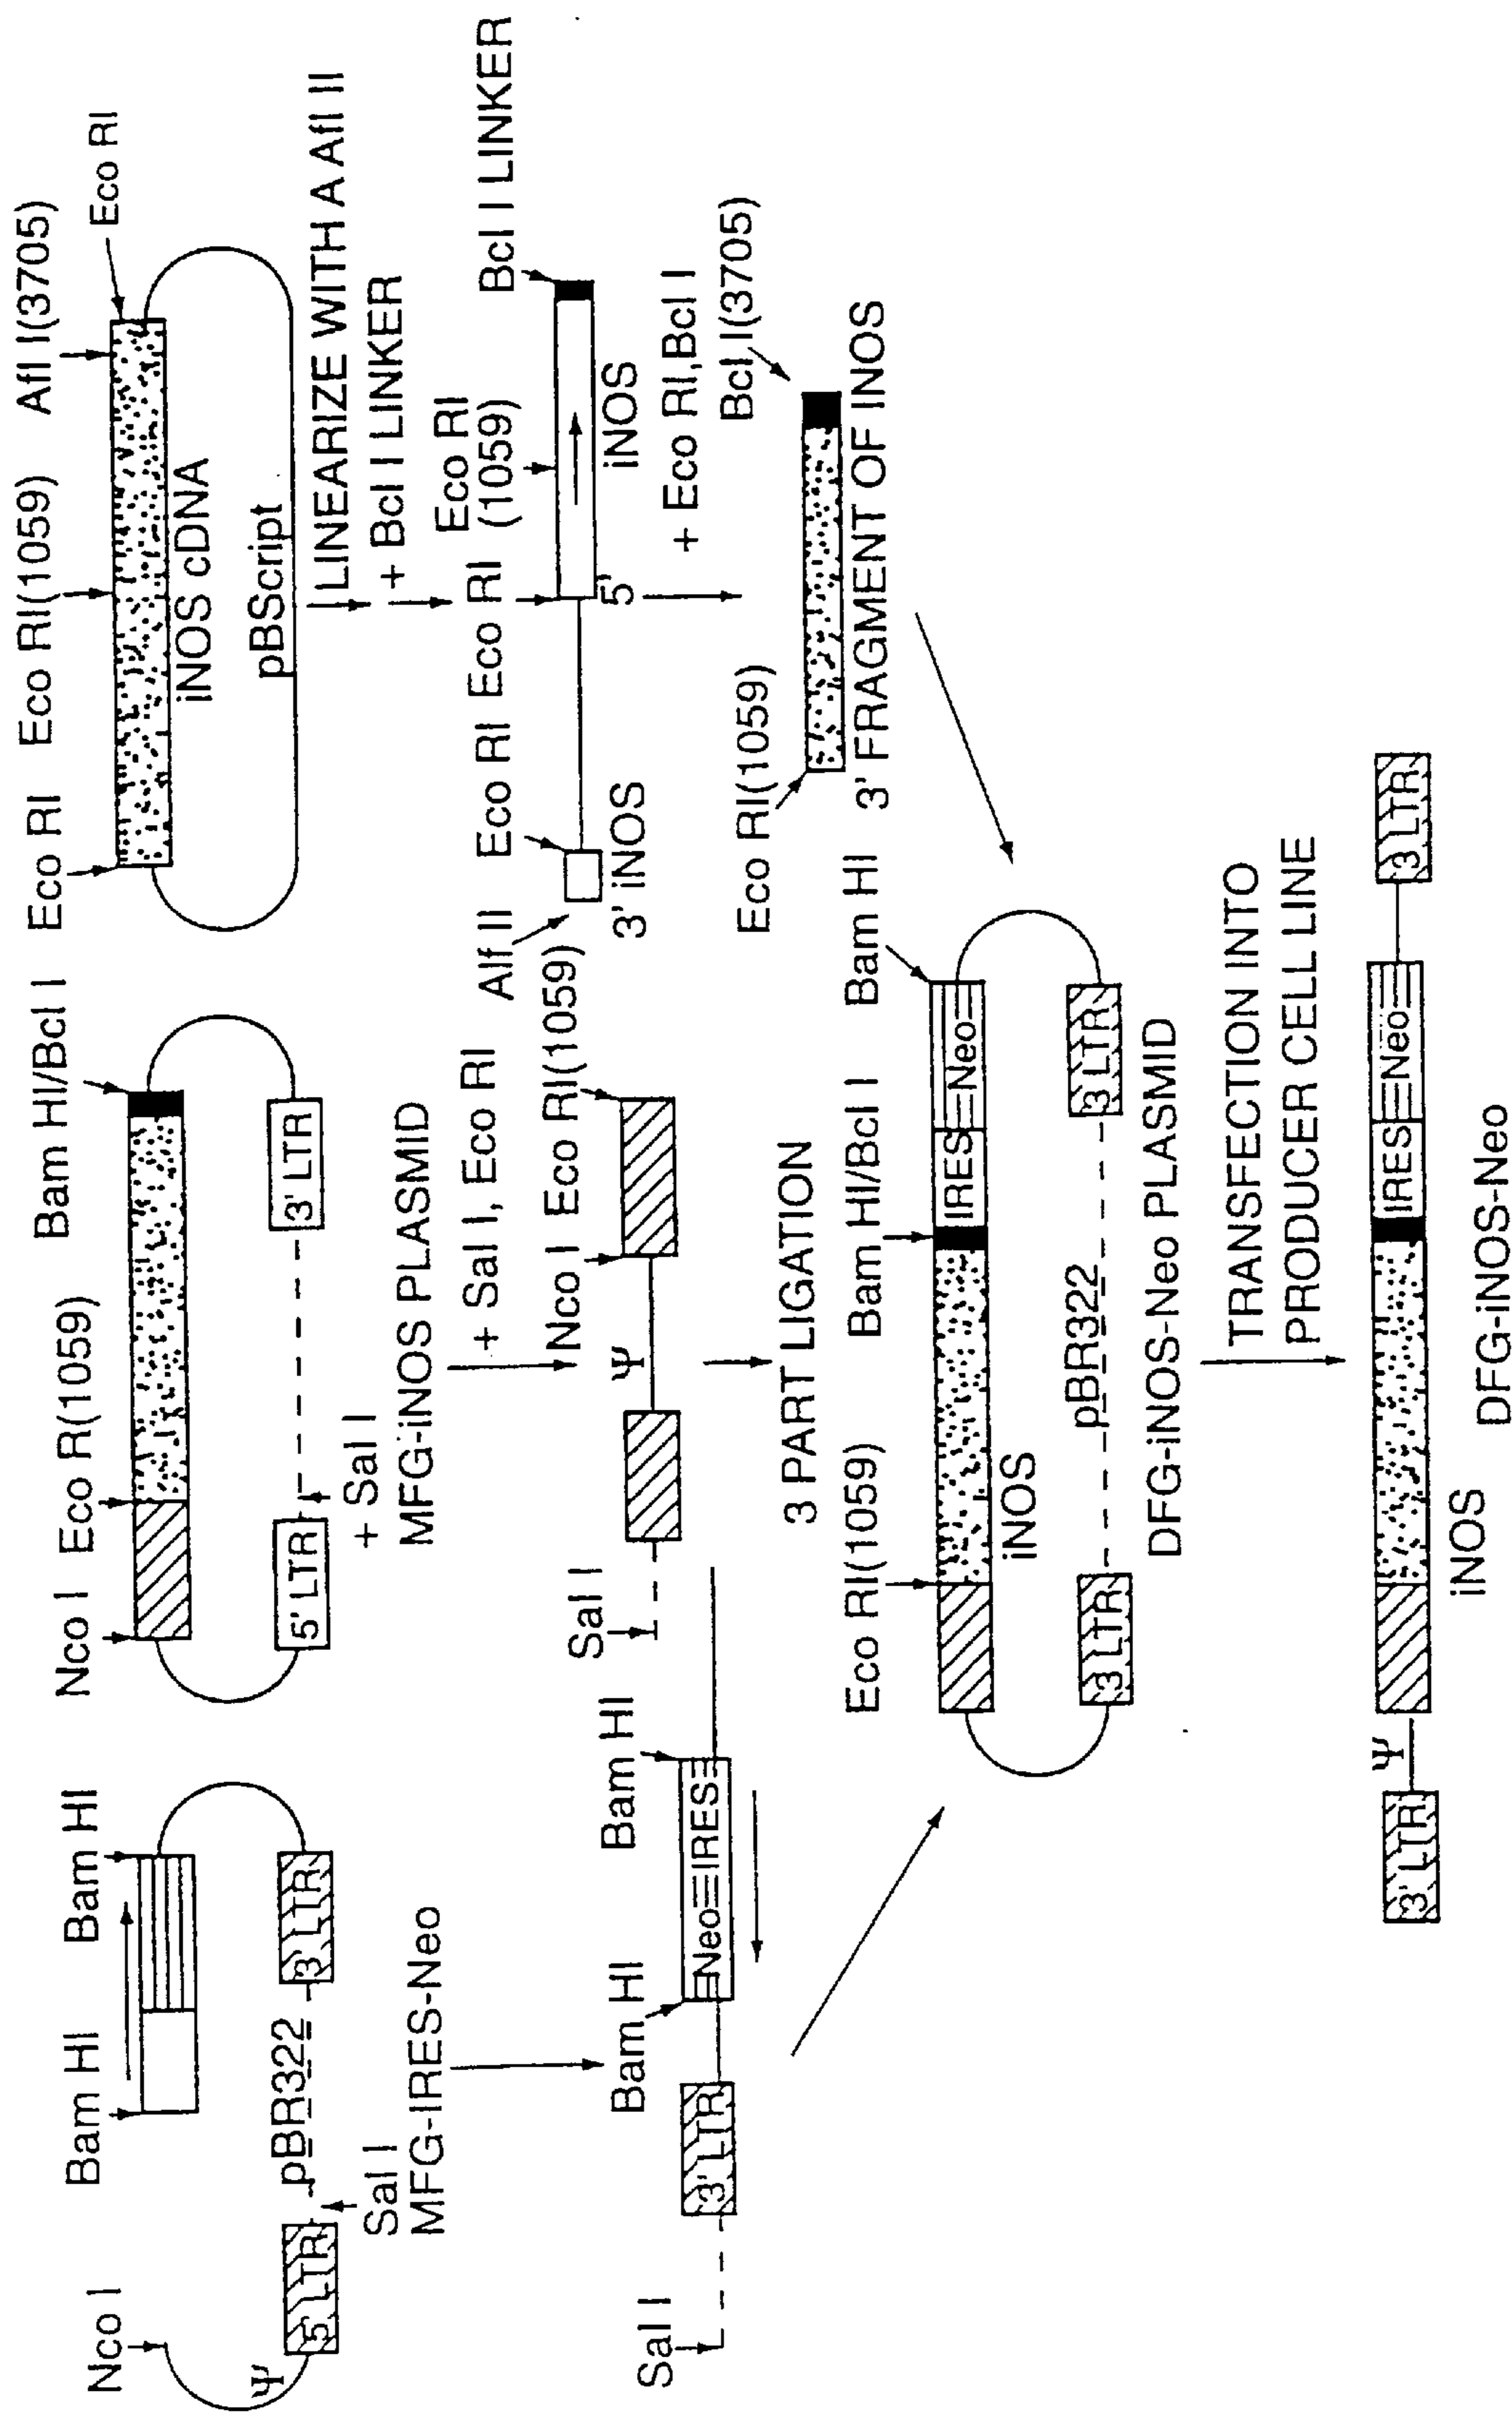 Nco I
Bam HI
Bam HI
Ψ
5' LTR
pBR322
3' LTR
Sal I
MFG-IRES-Neo
Sal I
3' LTR
Bam HI
Neo
IRES
Bam HI
Nco I
Eco R(1059)
Bam HI/Bcl I
5' LTR
3' LTR
+ Sal I
MFG-iNOS PLASMID
+ Sal I, Eco RI
Sal I
Ψ
Nco I
Eco RI(1059)
3 PART LIGATION
Eco RI
Eco RI(1059)
Afl I(3705)
Eco RI
iNOS cDNA
pBScript
LINEARIZE WITH A Afl II
+ Bcl I LINKER
Alf II
Eco RI
Eco RI
Eco RI
(1059)
Bcl I LINKER
3' iNOS
5'
iNOS
+ Eco RI,Bcl I
Eco RI(1059)
Bcl I(3705)
3' FRAGMENT OF INOS
Eco RI(1059)
Bam HI/Bcl I
Bam HI
IRES
Neo
iNOS
3 LTR
pBR322
3 LTR
DFG-iNOS-Neo PLASMID
TRANSFECTION INTO
PRODUCER CELL LINE
3' LTR
Ψ
IRES
Neo
3 LTR
iNOS
DFG-iNOS-Neo